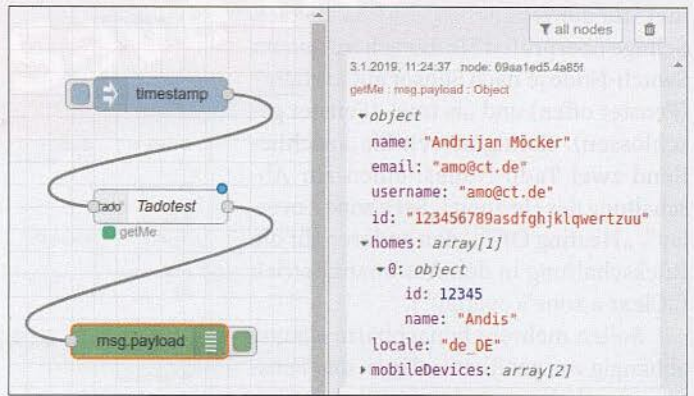 timestamp
tado°
Tadotest
getMe
msg.payload
all nodes
3.1.2019, 11:24:37 node: 69aa1ed5.4a85f
getMe : msg.payload : Object
object
name: "Andrijan Möcker"
email: "amo@ct.de"
username: "amo@ct.de"
id: "123456789asdfghjklqwertzuu"
homes: array[1]
0: object
id: 12345
name: "Andis"
locale: "de_DE"
mobileDevices: array[2]